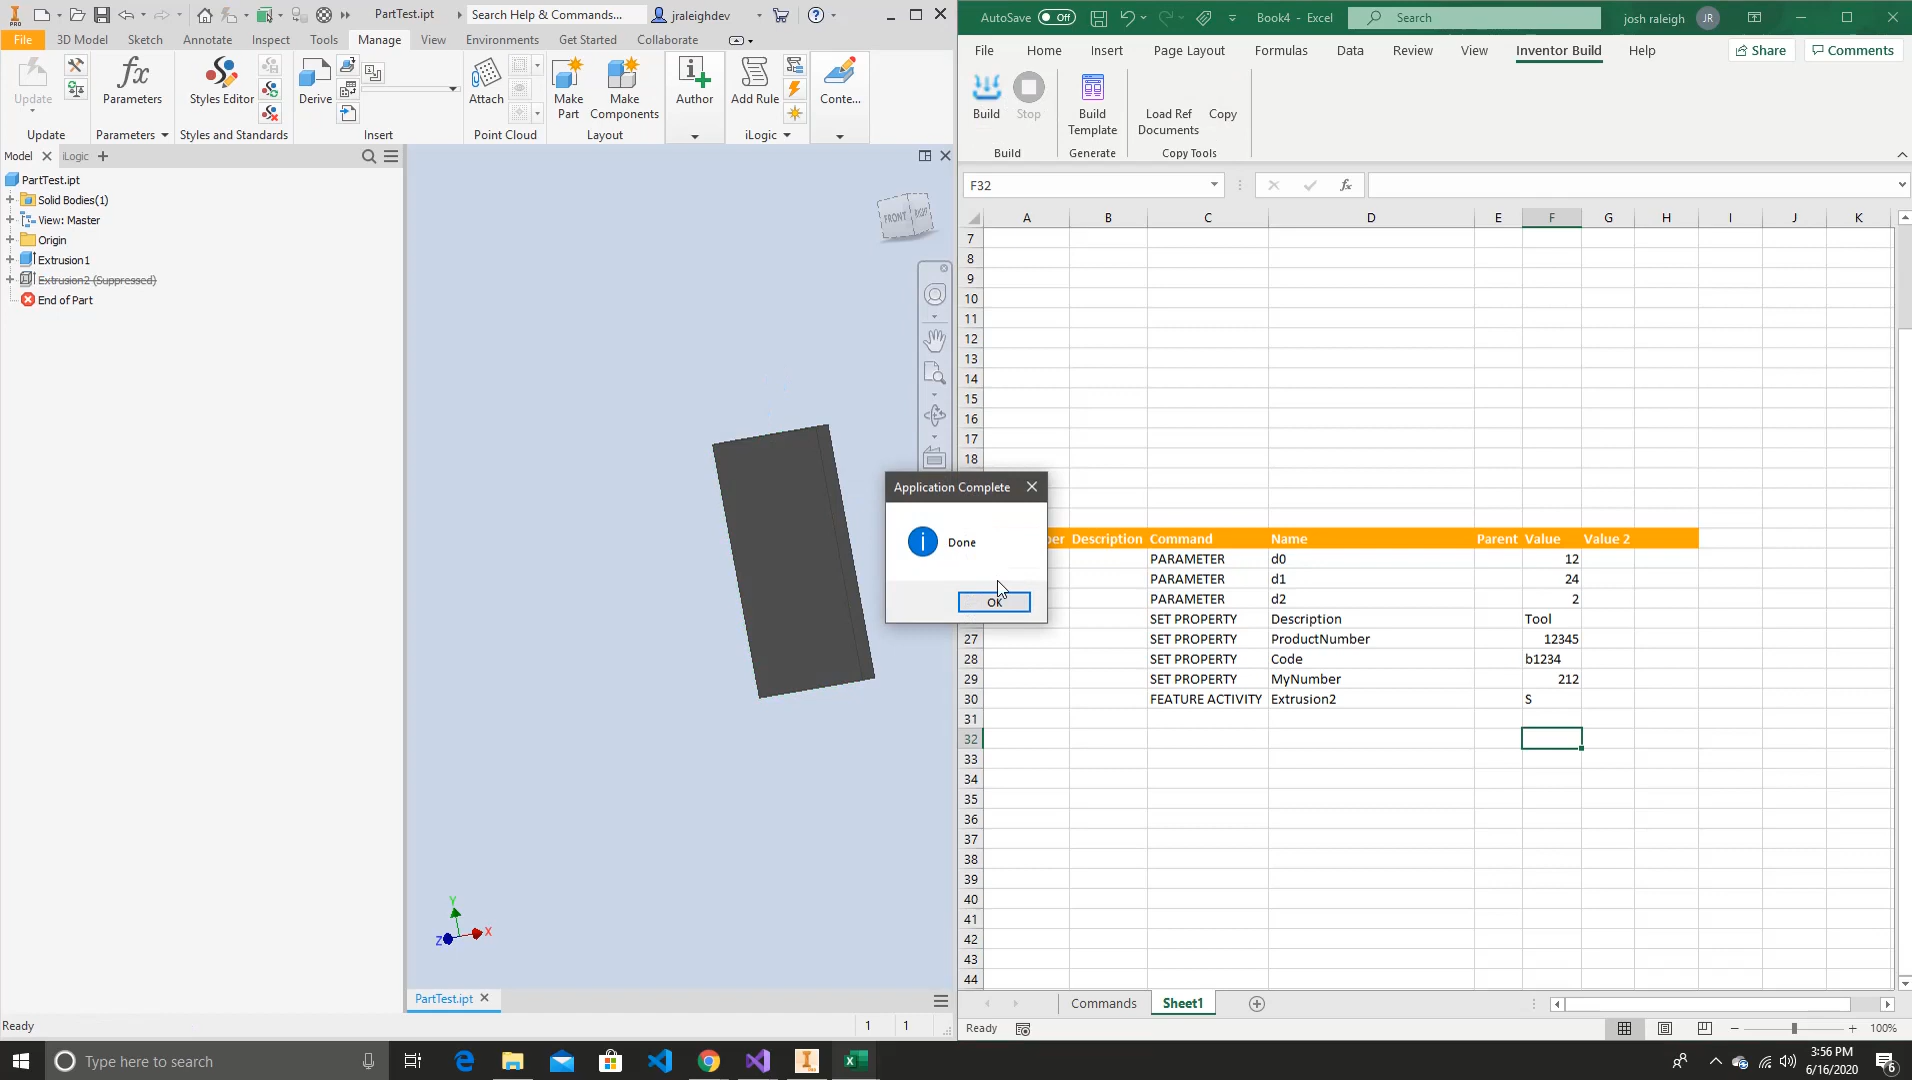 PartTest.ipt
Search Help & Commands...
jraleighdev
File
3D Model
Sketch
Annotate
Inspect
Tools
Manage
View
Environments
Get Started
Collaborate
Update
Parameters
Styles Editor
Derive
Attach
Make Part
Make Components
Author
Add Rule
Conte...
Update
Parameters
Styles and Standards
Insert
Point Cloud
Layout
iLogic
Model
iLogic
PartTest.ipt
Solid Bodies(1)
View: Master
Origin
Extrusion1
Extrusion2 (Suppressed)
End of Part
FRONT
RIGHT
Y
X
Z
PartTest.ipt
Ready
1
1
Application Complete
Done
OK
AutoSave Off
Book4 - Excel
Search
josh raleigh
JR
File
Home
Insert
Page Layout
Formulas
Data
Review
View
Inventor Build
Help
Share
Comments
Build
Stop
Build Template
Load Ref Documents
Copy
Build
Generate
Copy Tools
F32
fx
A B C D E F G H I J K
7
8
9
10
11
12
13
14
15
16
17
18
Description Command Name Parent Value Value 2
PARAMETER d0 12
PARAMETER d1 24
PARAMETER d2 2
SET PROPERTY Description Tool
27 SET PROPERTY ProductNumber 12345
28 SET PROPERTY Code b1234
29 SET PROPERTY MyNumber 212
30 FEATURE ACTIVITY Extrusion2 S
31
32
33
34
35
36
37
38
39
40
41
42
43
44
Commands
Sheet1
Ready
100%
Type here to search
3:56 PM
6/16/2020
6